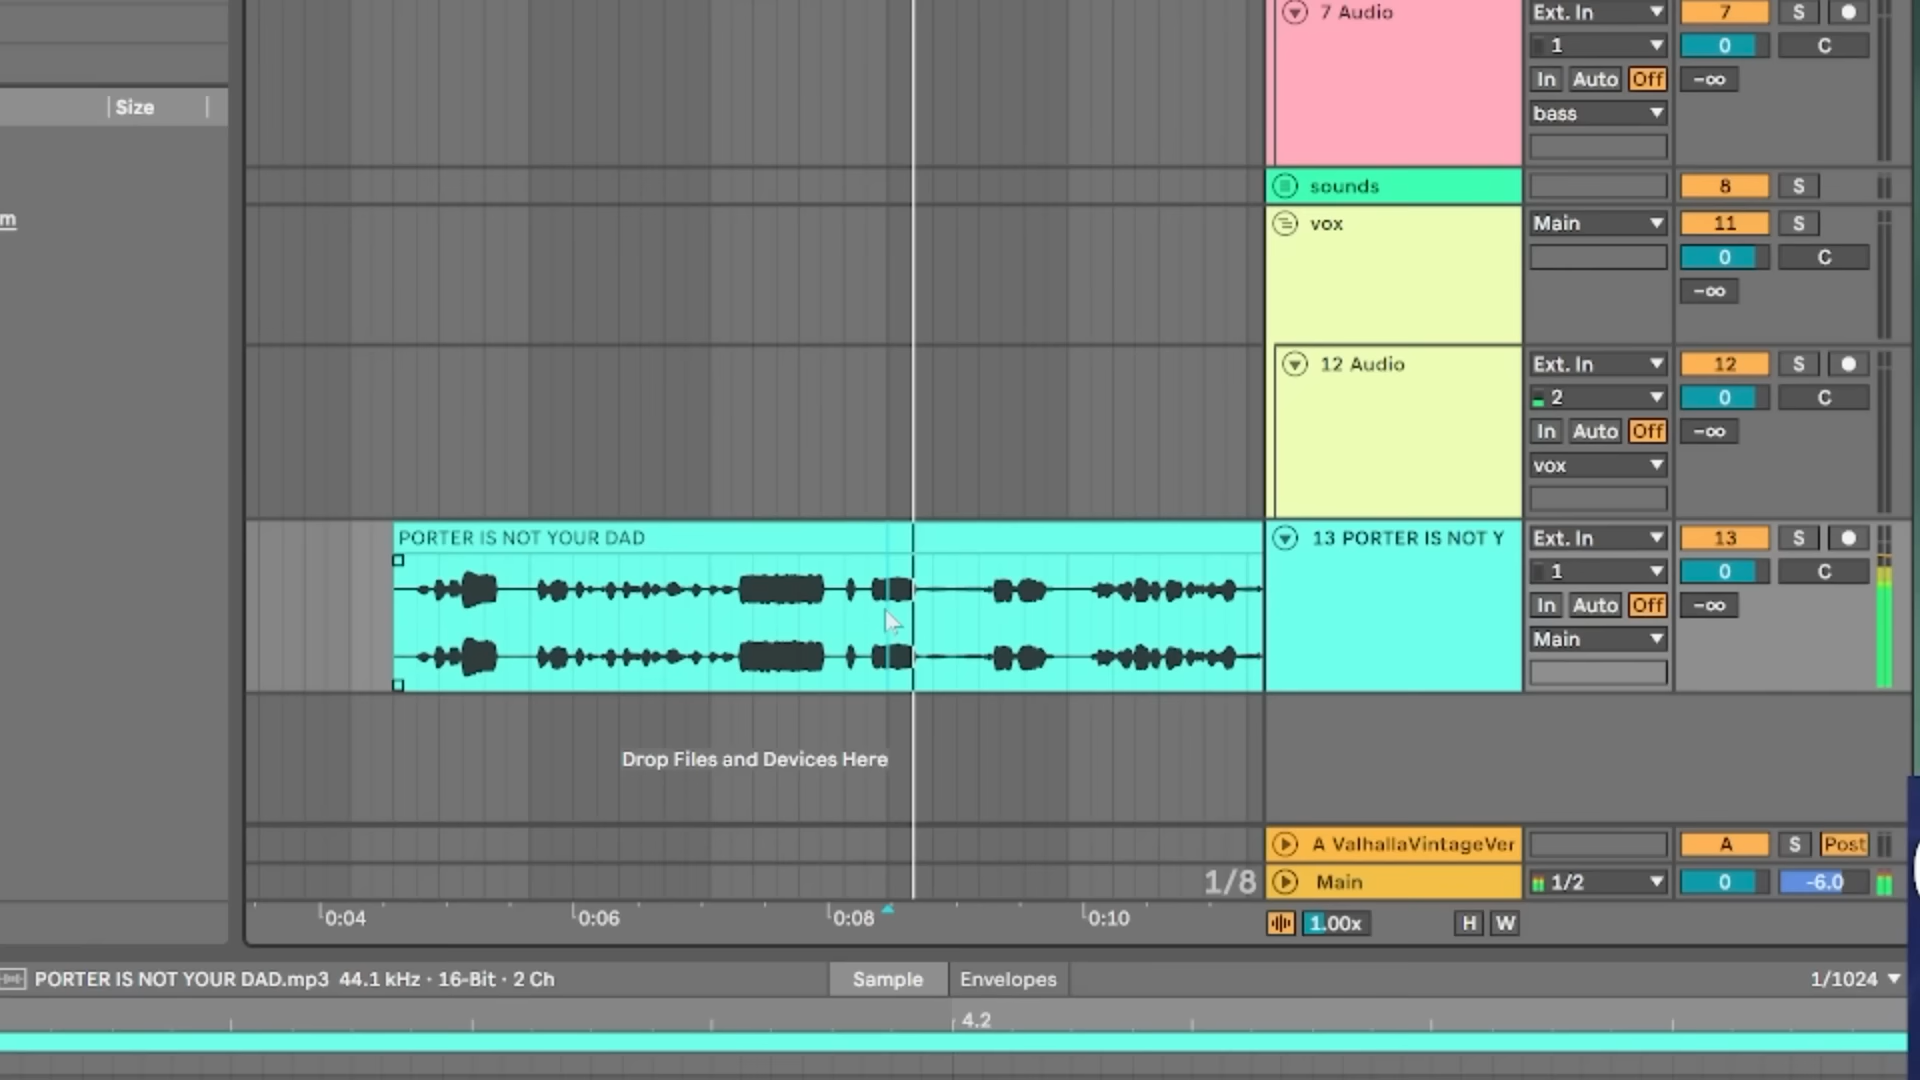 7 Audio
Ext. In
7
S
1
0
C
In Auto Off
-∞
bass
Size
sounds
8
S
m
vox
Main
11
S
0
C
-∞
12 Audio
Ext. In
12
S
2
0
C
In Auto Off
-∞
vox
PORTER IS NOT YOUR DAD
13 PORTER IS NOT Y
Ext. In
13
S
1
0
C
In Auto Off
-∞
Main
Drop Files and Devices Here
A ValhallaVintageVer
A
S
Post
1/8
Main
1/2
0
-6.0
0:04
0:06
0:08
0:10
1.00x
H
W
PORTER IS NOT YOUR DAD.mp3 44.1 kHz · 16-Bit · 2 Ch
Sample
Envelopes
1/1024
4.2